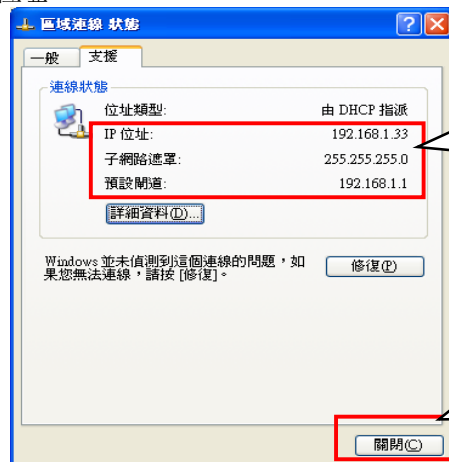 區域連線 狀態
一般 支援
連線狀態
位址類型: 由 DHCP 指派
IP 位址: 192.168.1.33
子網路遮罩: 255.255.255.0
預設閘道: 192.168.1.1
詳細資料(D)...
Windows 並未偵測到這個連線的問題，如
果您無法連線，請按 [修復]。
修復(P)
關閉(C)